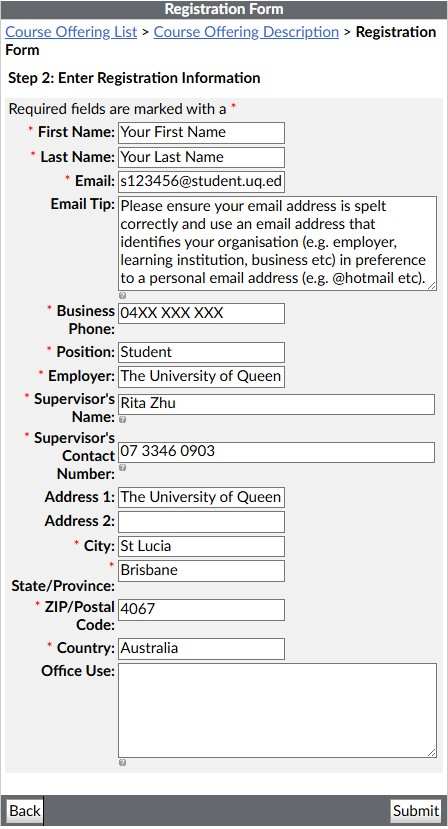 Registration Form
Course Offering List > Course Offering Description > Registration
Form
Step 2: Enter Registration Information
Required fields are marked with a *
* First Name: Your First Name
* Last Name: Your Last Name
* Email: s123456@student.uq.ed
Email Tip: Please ensure your email address is spelt
correctly and use an email address that
identifies your organisation (e.g. employer,
learning institution, business etc) in preference
to a personal email address (e.g. @hotmail etc).
* Business
Phone: 04XX XXX XXX
* Position: Student
* Employer: The University of Queen
* Supervisor's
Name: Rita Zhu
* Supervisor's
Contact
Number: 07 3346 0903
Address 1: The University of Queen
Address 2:
* City: St Lucia
*
State/Province: Brisbane
* ZIP/Postal
Code: 4067
* Country: Australia
Office Use:
Back
Submit